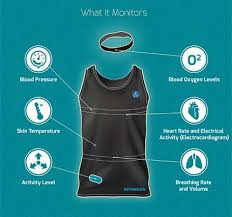 What It Monitors
O²
Blood Pressure
Blood Oxygen Levels
Skin Temperature
Heart Rate and Electrical
Activity (Electrocardiogram)
Activity Level
Breathing Rate
and Volume